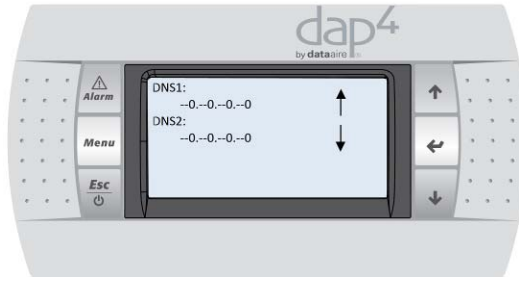 dap4
by dataaire
Alarm
Menu
Esc
DNS1:
--0.--0.--0.--0
DNS2:
--0.--0.--0.--0